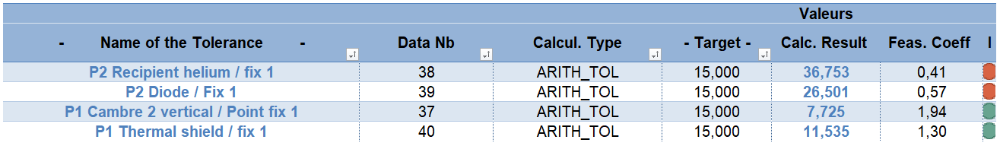 Valeurs
- Name of the Tolerance - Data Nb Calcul. Type - Target - Calc. Result Feas. Coeff I
P2 Recipient helium / fix 1 38 ARITH_TOL 15,000 36,753 0,41
P2 Diode / Fix 1 39 ARITH_TOL 15,000 26,501 0,57
P1 Cambre 2 vertical / Point fix 1 37 ARITH_TOL 15,000 7,725 1,94
P1 Thermal shield / fix 1 40 ARITH_TOL 15,000 11,535 1,30